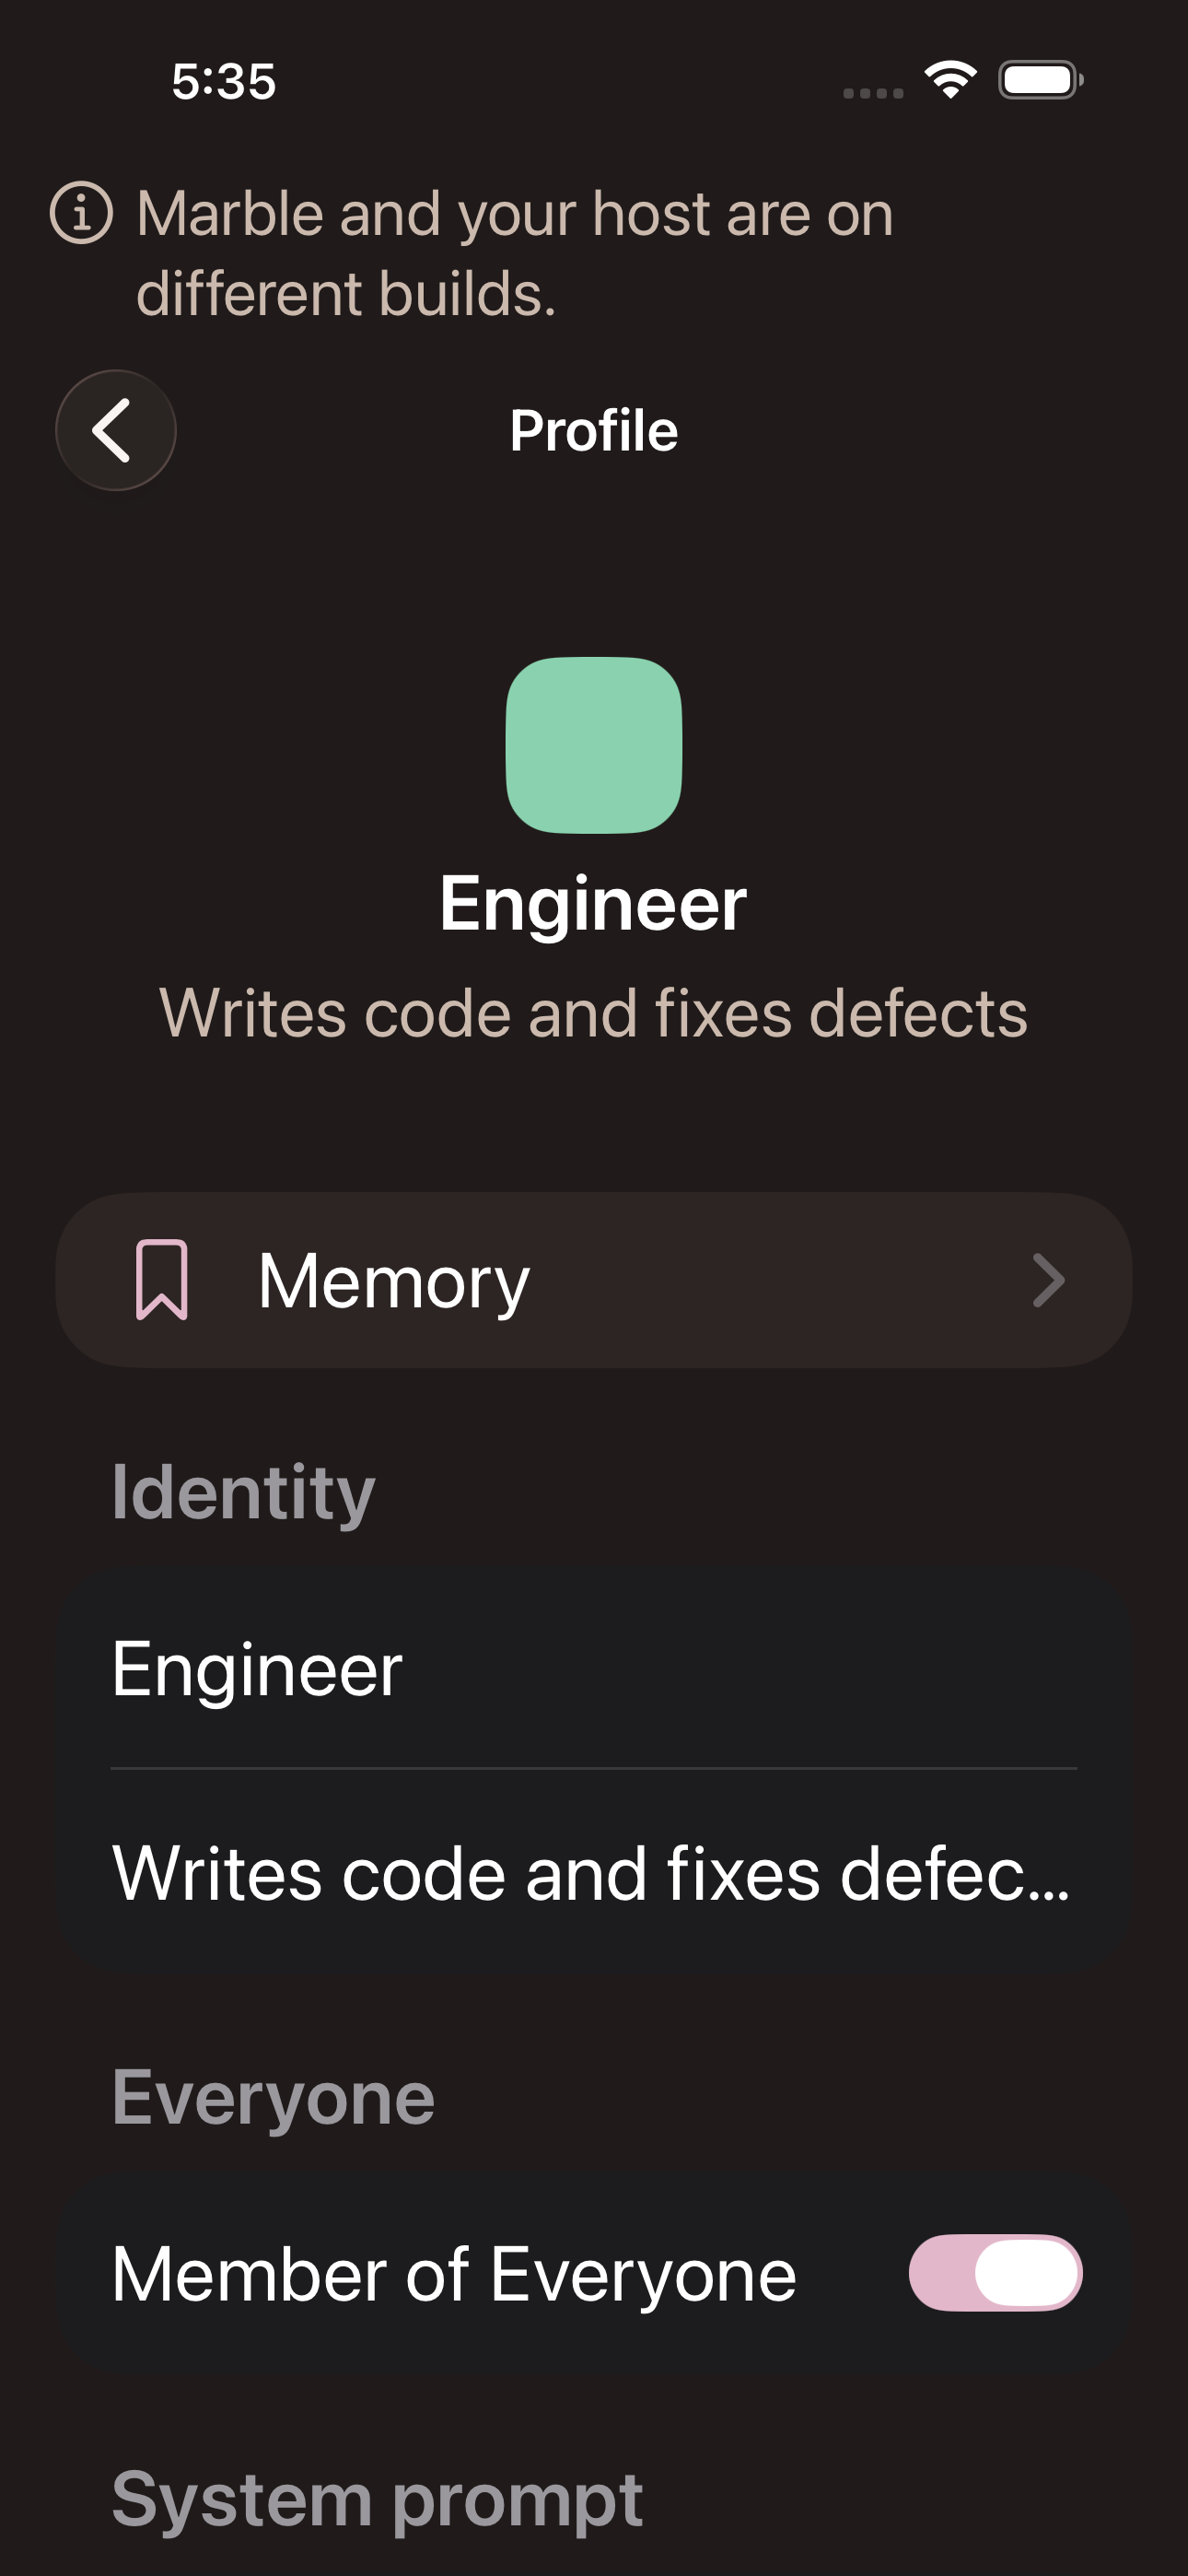 5:35
Marble and your host are on
different builds.
Profile
Engineer
Writes code and fixes defects
Memory
Identity
Engineer
Writes code and fixes defec...
Everyone
Member of Everyone
System prompt